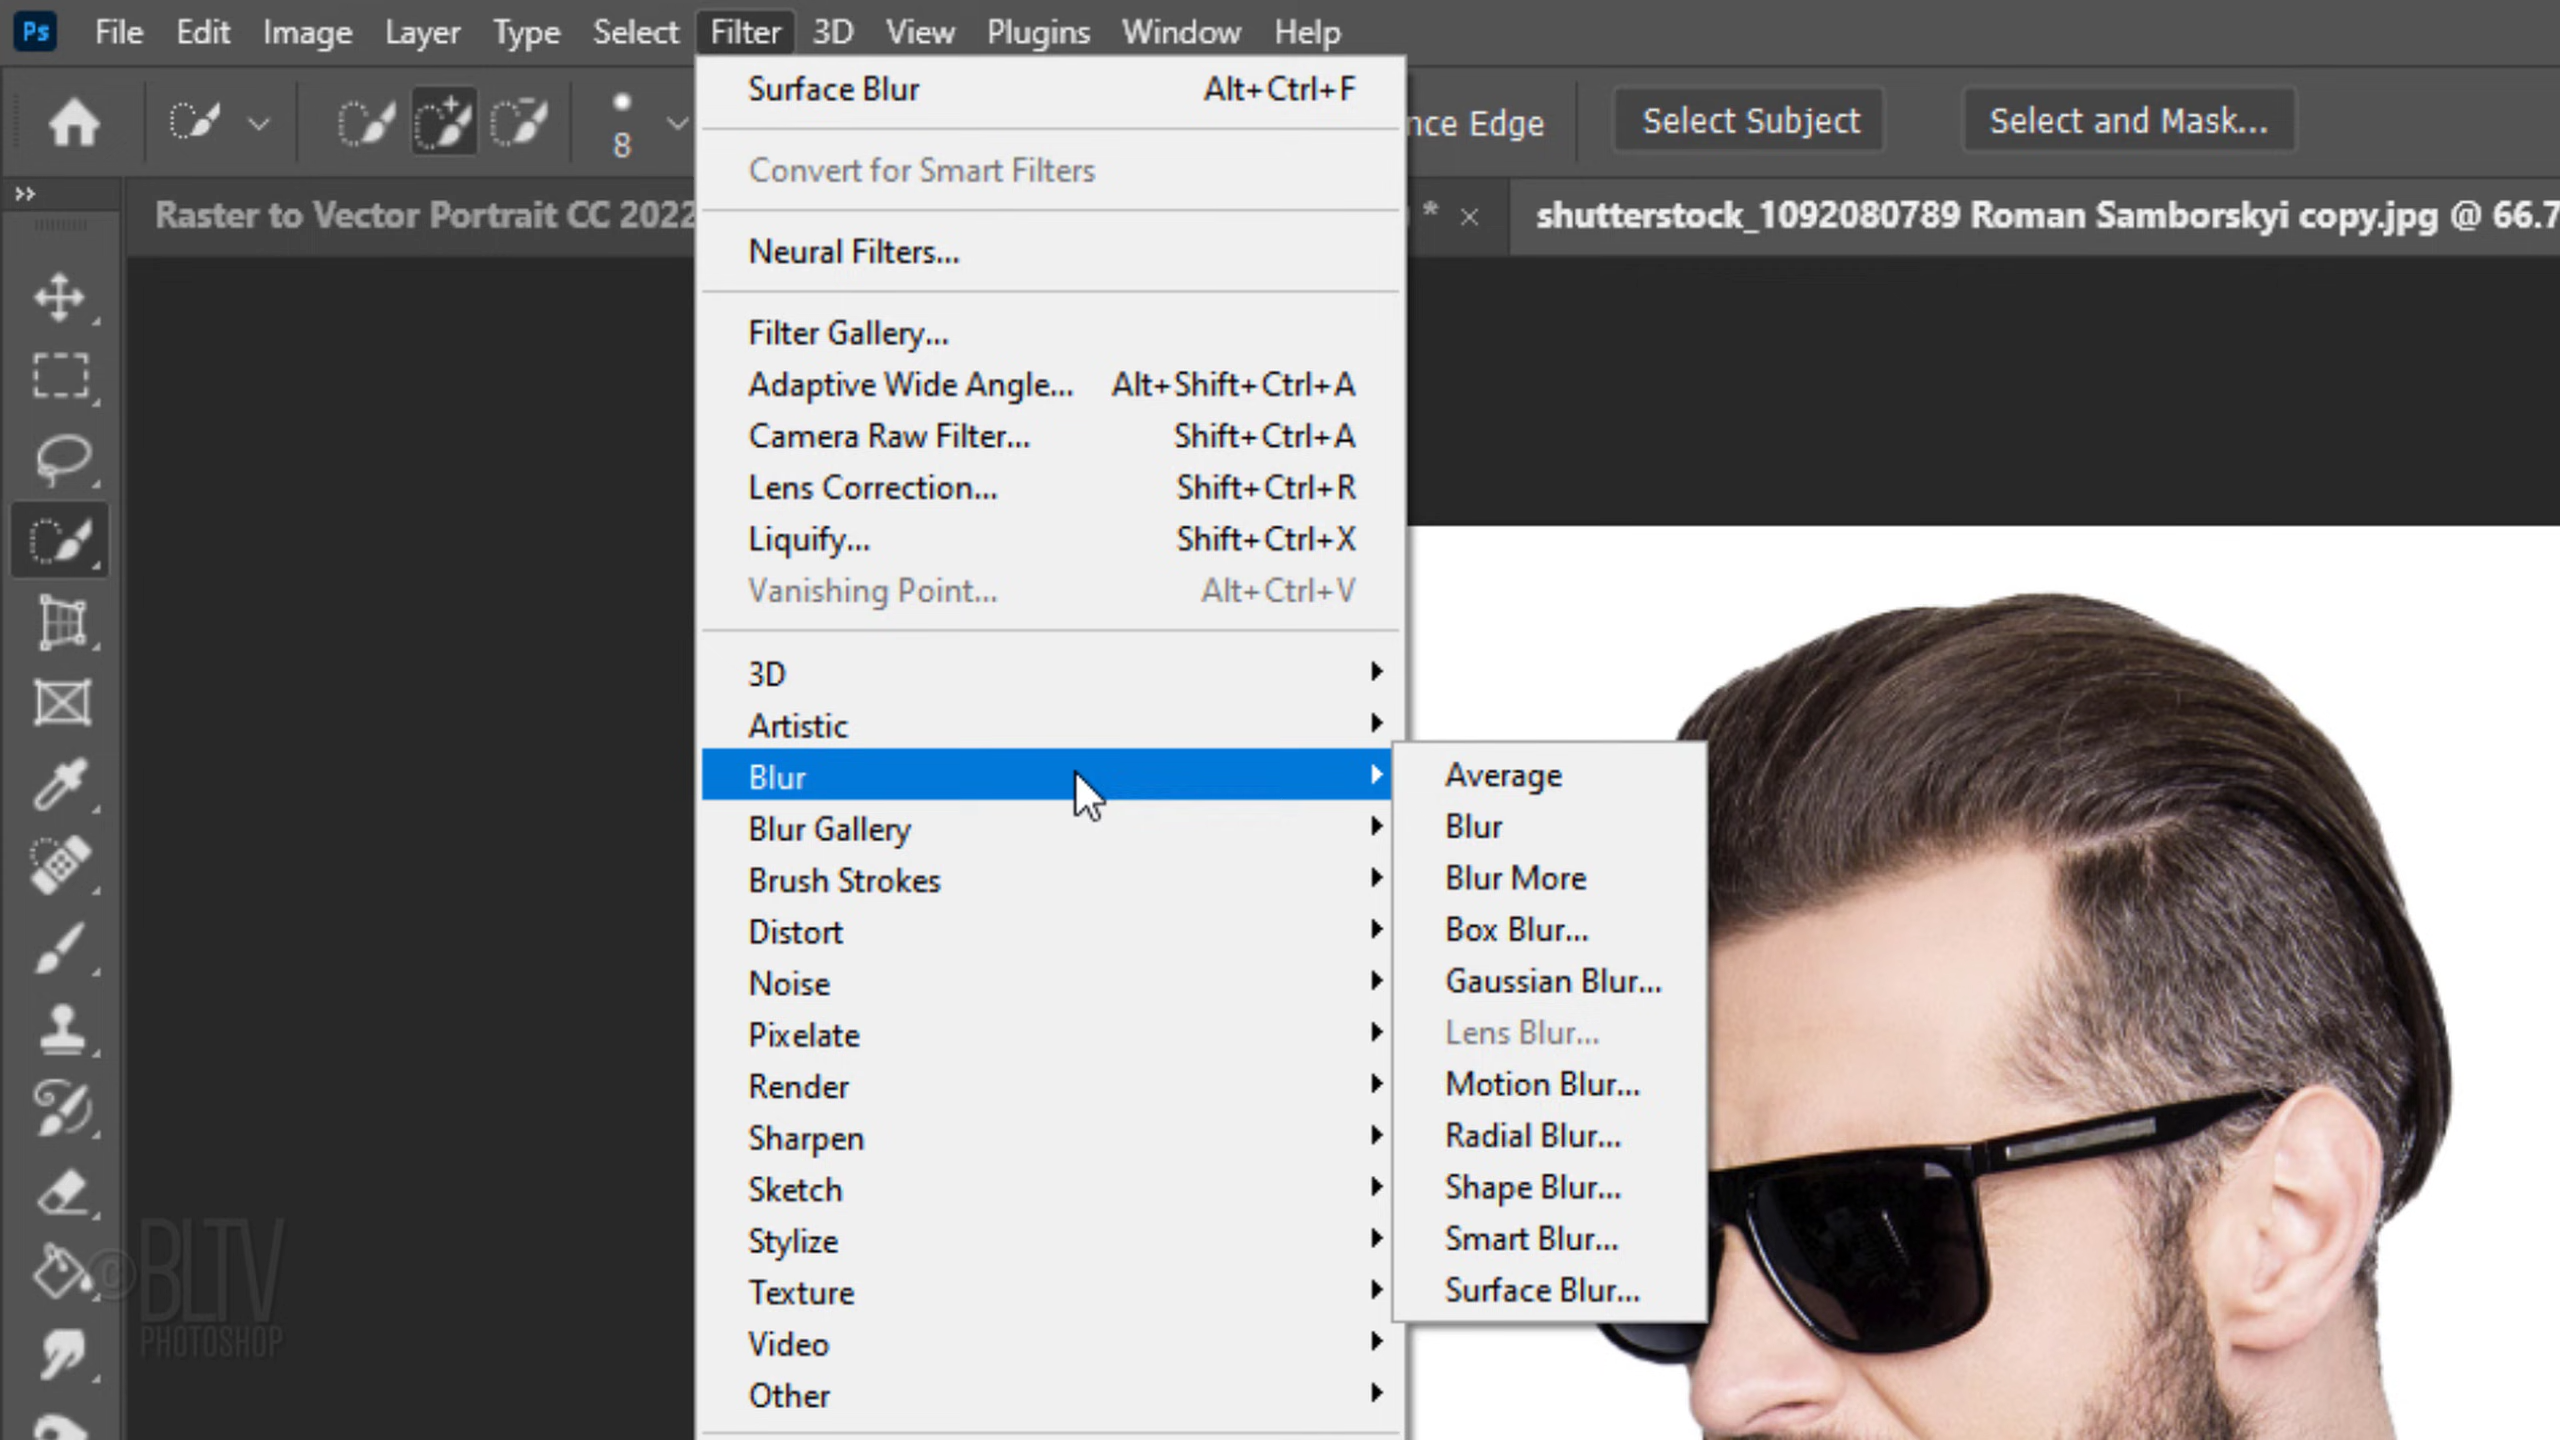 Ps File Edit Image Layer Type Select Filter 3D View Plugins Window Help
8
nce Edge Select Subject Select and Mask...
Raster to Vector Portrait CC 2022
* × shutterstock_1092080789 Roman Samborskyi copy.jpg @ 66.7
Surface Blur Alt+Ctrl+F
Convert for Smart Filters
Neural Filters...
Filter Gallery...
Adaptive Wide Angle... Alt+Shift+Ctrl+A
Camera Raw Filter... Shift+Ctrl+A
Lens Correction... Shift+Ctrl+R
Liquify... Shift+Ctrl+X
Vanishing Point... Alt+Ctrl+V
3D
Artistic
Blur
Blur Gallery
Brush Strokes
Distort
Noise
Pixelate
Render
Sharpen
Sketch
Stylize
Texture
Video
Other
Average
Blur
Blur More
Box Blur...
Gaussian Blur...
Lens Blur...
Motion Blur...
Radial Blur...
Shape Blur...
Smart Blur...
Surface Blur...
©BLTV
PHOTOSHOP